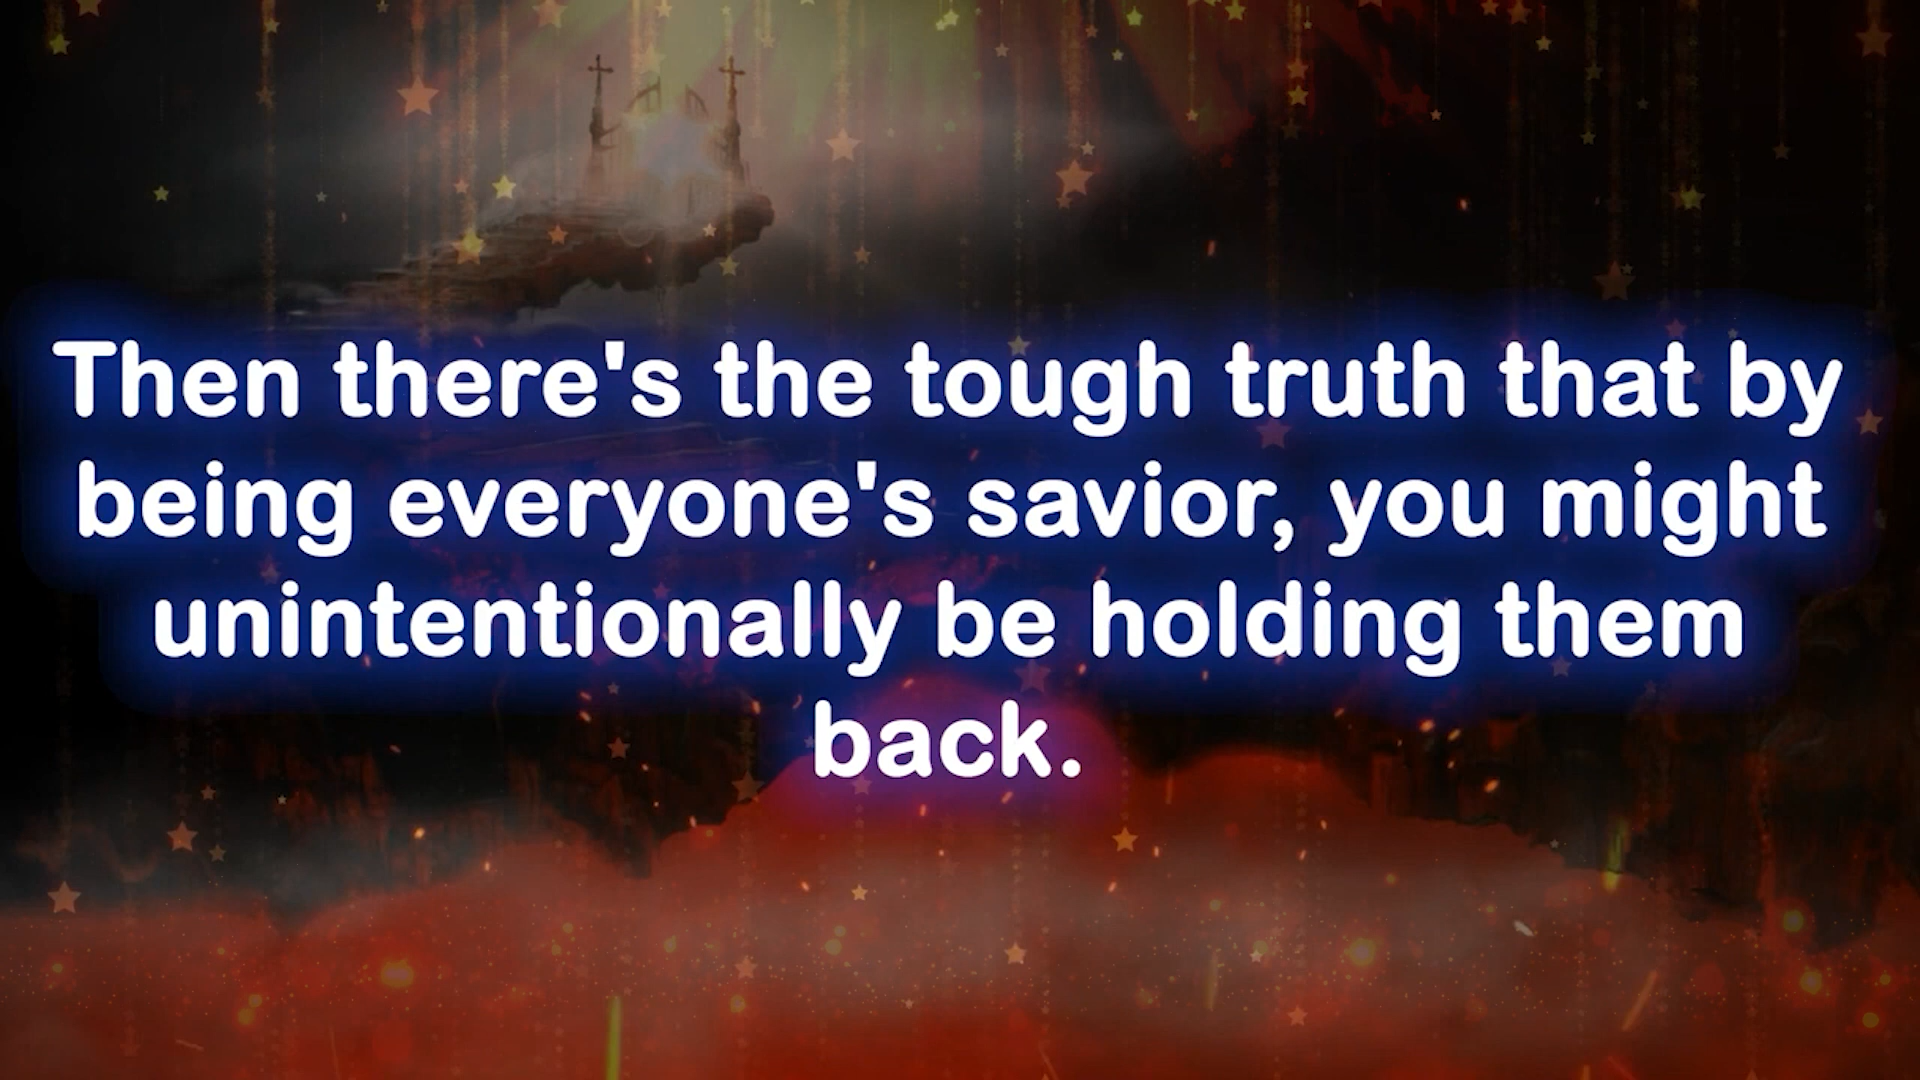 Then there's the tough truth that by
being everyone's savior, you might
unintentionally be holding them
back.